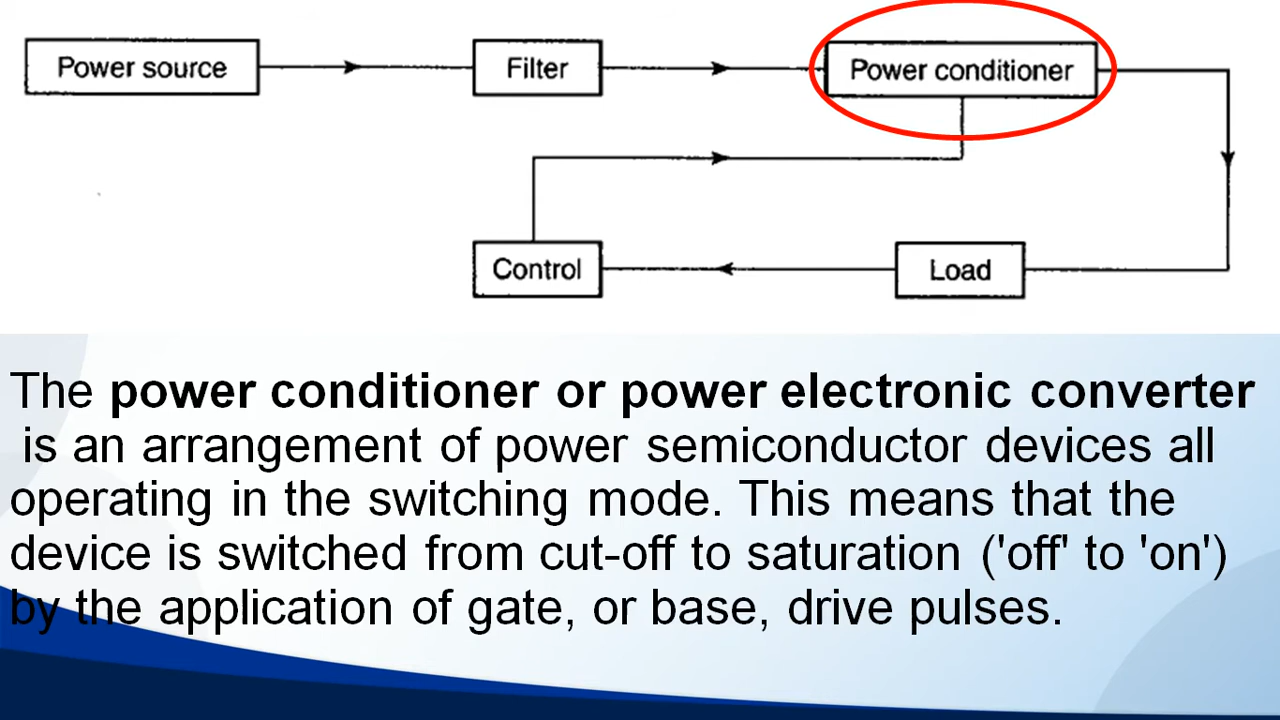 Power source
Filter
Power conditioner
Control
Load
The power conditioner or power electronic converter
is an arrangement of power semiconductor devices all
operating in the switching mode. This means that the
device is switched from cut-off to saturation ('off' to 'on')
by the application of gate, or base, drive pulses.